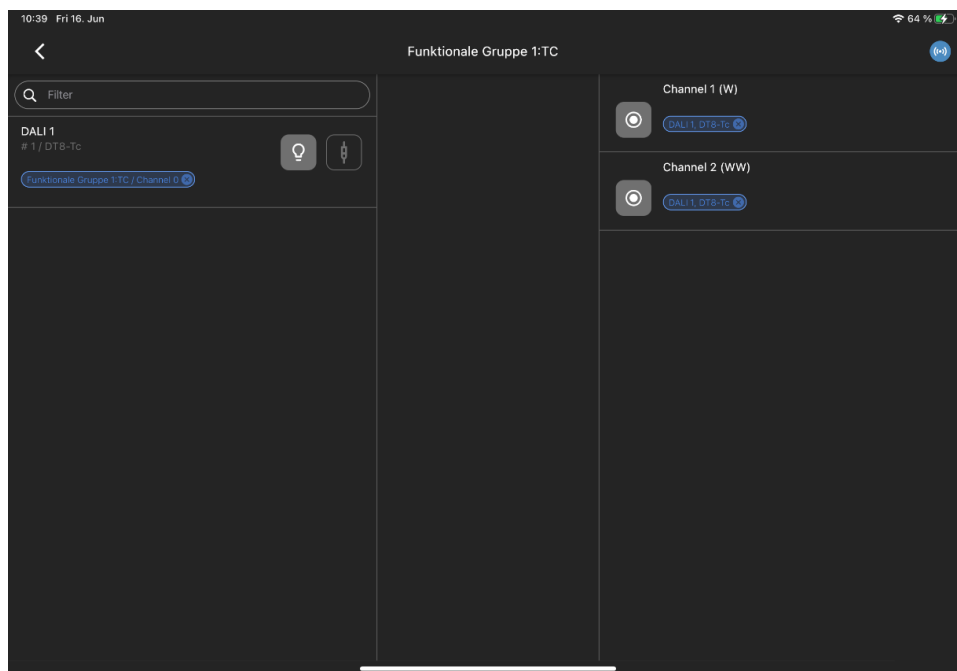 10:39 Fri 16. Jun
64 %
Funktionale Gruppe 1:TC
Filter
DALI 1
# 1 / DT8-Tc
Funktionale Gruppe 1:TC / Channel 0
Channel 1 (W)
DALI 1, DT8-Tc
Channel 2 (WW)
DALI 1, DT8-Tc